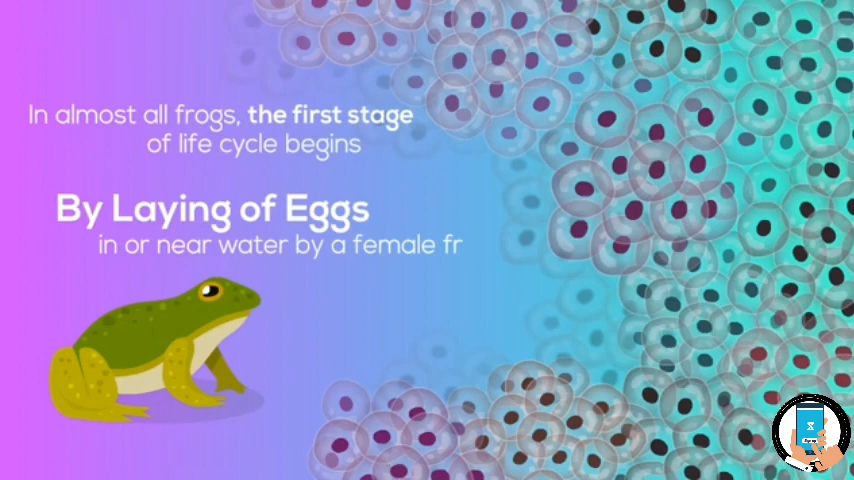 In almost all frogs, the first stage
of life cycle begins
By Laying of Eggs
in or near water by a female fr